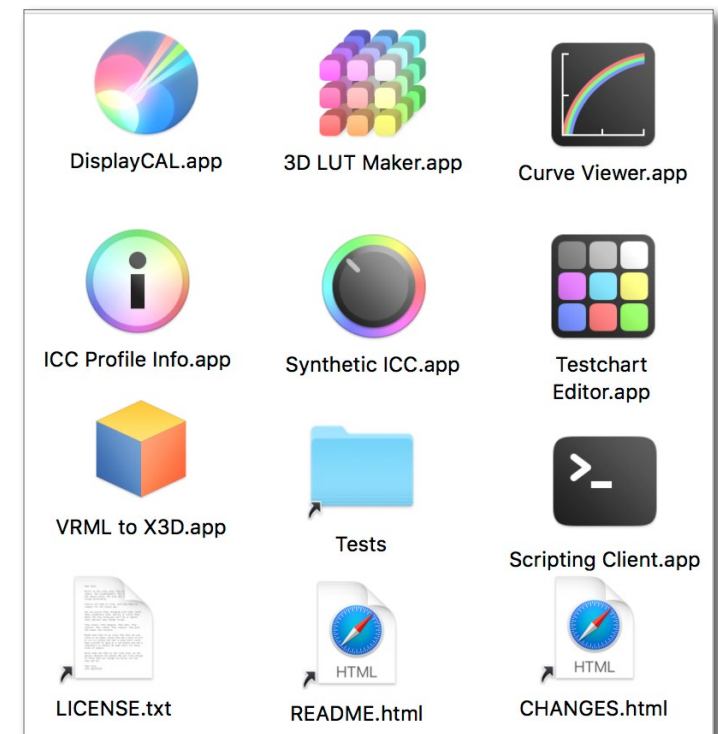 DisplayCAL.app
3D LUT Maker.app
Curve Viewer.app
ICC Profile Info.app
Synthetic ICC.app
Testchart
Editor.app
VRML to X3D.app
Tests
>_
Scripting Client.app
HTML
HTML
LICENSE.txt
README.html
CHANGES.html